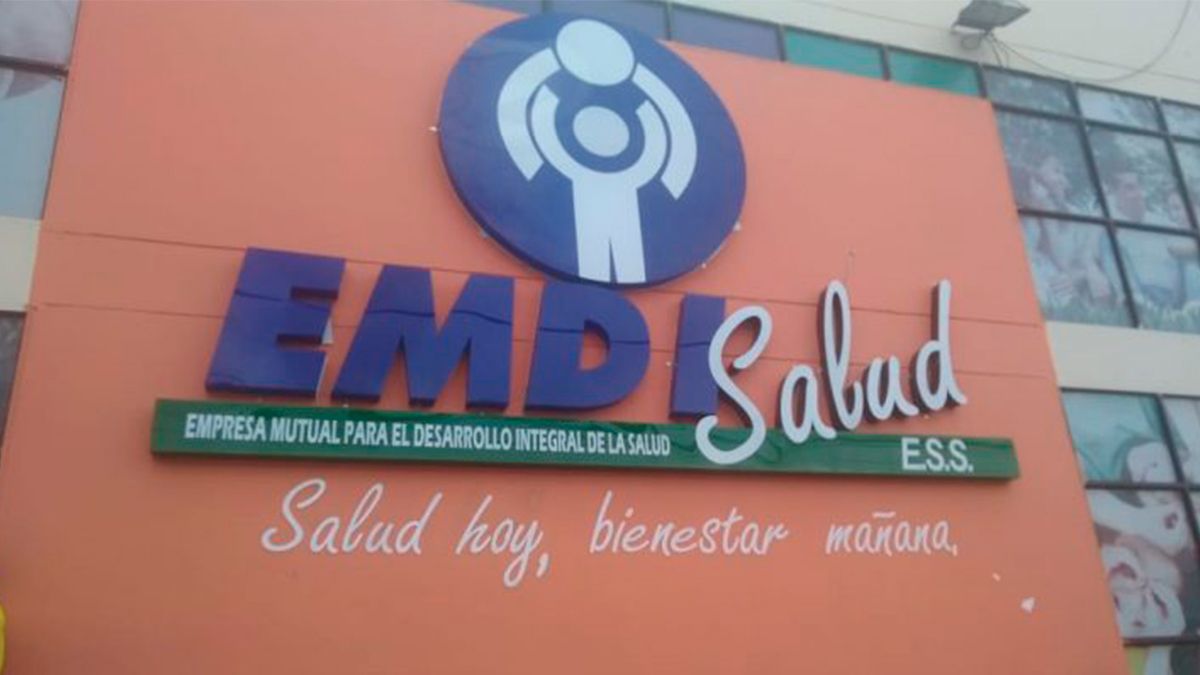 EMDI Salud
EMPRESA MUTUAL PARA EL DESARROLLO INTEGRAL DE LA SALUD
E.S.S.
Salud hoy, bienestar mañana.